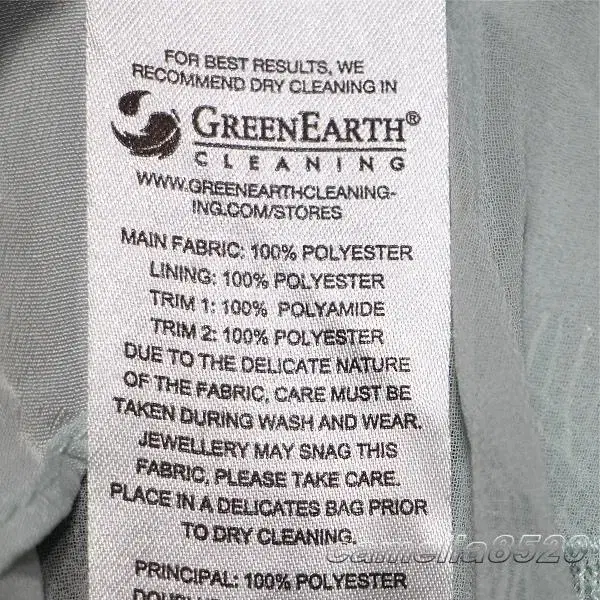 FOR BEST RESULTS, WE
RECOMMEND DRY CLEANING IN
GREENEARTH®
CLEANING
WWW.GREENEARTHCLEANING-
ING.COM/STORES
MAIN FABRIC: 100% POLYESTER
LINING: 100% POLYESTER
TRIM 1: 100% POLYAMIDE
TRIM 2: 100% POLYESTER
DUE TO THE DELICATE NATURE
OF THE FABRIC, CARE MUST BE
TAKEN DURING WASH AND WEAR.
JEWELLERY MAY SNAG THIS
FABRIC, PLEASE TAKE CARE.
PLACE IN A DELICATES BAG PRIOR
TO DRY CLEANING.
camellia8529
PRINCIPAL: 100% POLYESTER